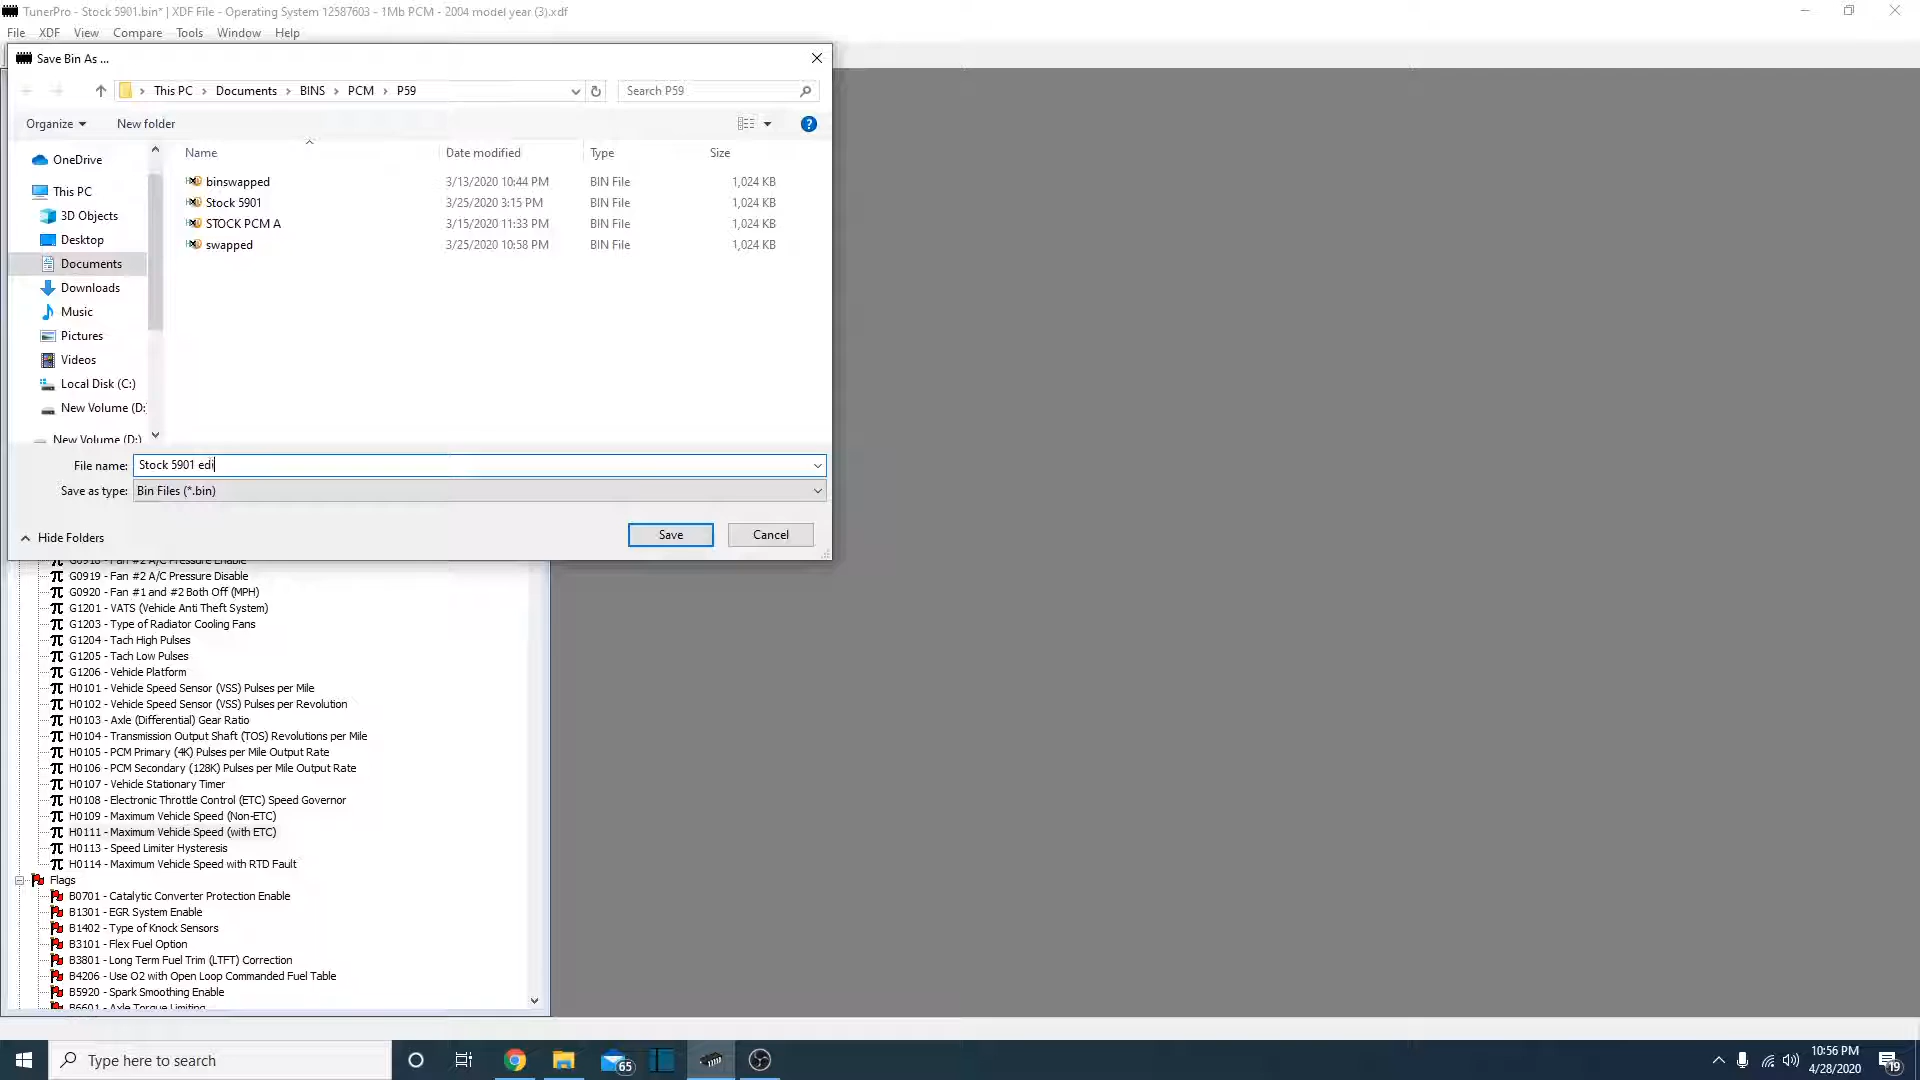 TunerPro - Stock 5901.bin* | XDF File - Operating System 12587603 - 1Mb PCM - 2004 model year (3).xdf
File XDF View Compare Tools Window Help
Save Bin As ...
This PC > Documents > BINS > PCM > P59
Search P59
Organize New folder
Name Date modified Type Size
binswapped 3/13/2020 10:44 PM BIN File 1,024 KB
Stock 5901 3/25/2020 3:15 PM BIN File 1,024 KB
STOCK PCM A 3/15/2020 11:33 PM BIN File 1,024 KB
swapped 3/25/2020 10:58 PM BIN File 1,024 KB
OneDrive
This PC
3D Objects
Desktop
Documents
Downloads
Music
Pictures
Videos
Local Disk (C:)
New Volume (D:
New Volume (D:)
File name: Stock 5901 edi
Save as type: Bin Files (*.bin)
Hide Folders
Save Cancel
G0918 - Fan #2 A/C Pressure Enable
G0919 - Fan #2 A/C Pressure Disable
G0920 - Fan #1 and #2 Both Off (MPH)
G1201 - VATS (Vehicle Anti Theft System)
G1203 - Type of Radiator Cooling Fans
G1204 - Tach High Pulses
G1205 - Tach Low Pulses
G1206 - Vehicle Platform
H0101 - Vehicle Speed Sensor (VSS) Pulses per Mile
H0102 - Vehicle Speed Sensor (VSS) Pulses per Revolution
H0103 - Axle (Differential) Gear Ratio
H0104 - Transmission Output Shaft (TOS) Revolutions per Mile
H0105 - PCM Primary (4K) Pulses per Mile Output Rate
H0106 - PCM Secondary (128K) Pulses per Mile Output Rate
H0107 - Vehicle Stationary Timer
H0108 - Electronic Throttle Control (ETC) Speed Governor
H0109 - Maximum Vehicle Speed (Non-ETC)
H0111 - Maximum Vehicle Speed (with ETC)
H0113 - Speed Limiter Hysteresis
H0114 - Maximum Vehicle Speed with RTD Fault
Flags
B0701 - Catalytic Converter Protection Enable
B1301 - EGR System Enable
B1402 - Type of Knock Sensors
B3101 - Flex Fuel Option
B3801 - Long Term Fuel Trim (LTFT) Correction
B4206 - Use O2 with Open Loop Commanded Fuel Table
B5920 - Spark Smoothing Enable
B6601 - Axle Torque Limiting
Type here to search
65
10:56 PM
4/28/2020
19